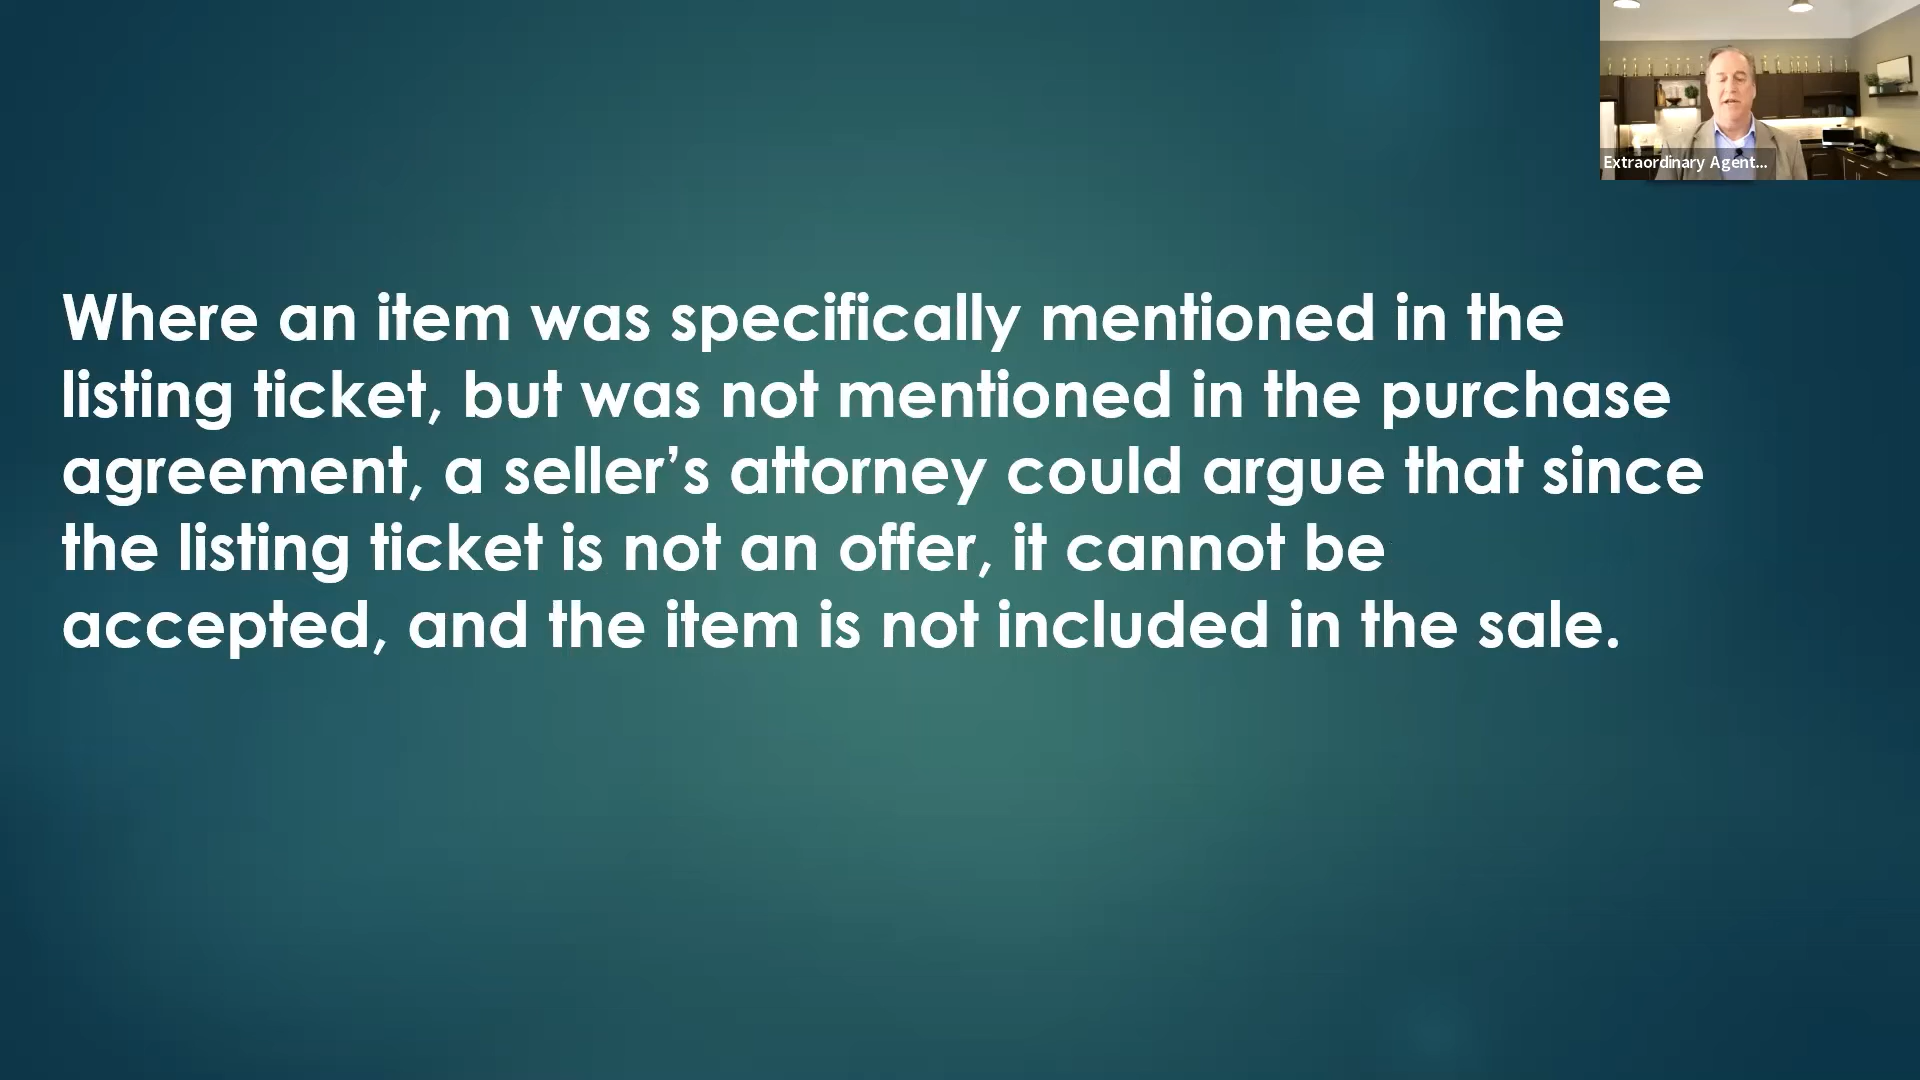 Extraordinary Agent...
Where an item was specifically mentioned in the
listing ticket, but was not mentioned in the purchase
agreement, a seller’s attorney could argue that since
the listing ticket is not an offer, it cannot be
accepted, and the item is not included in the sale.